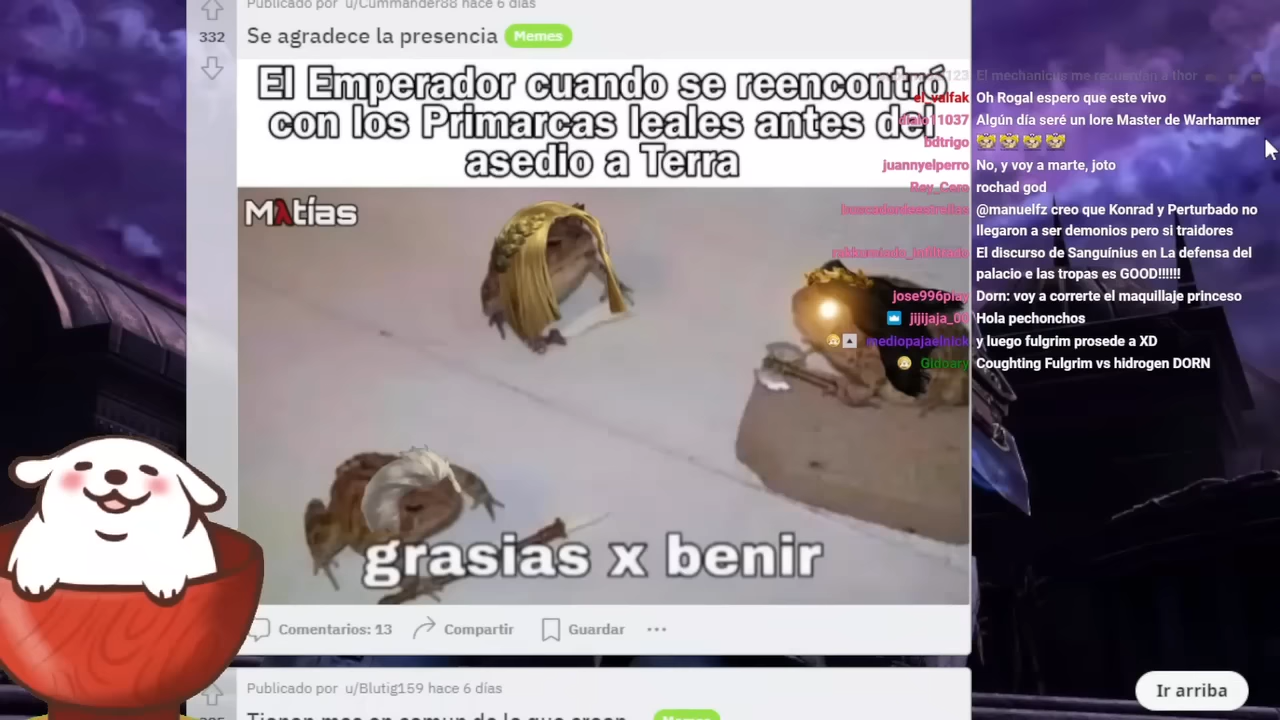 Publicado por u/Cummander88 hace 6 días
332
Se agradece la presencia Memes
El Emperador cuando se reencontró
con los Primarcas leales antes del
asedio a Terra
Matías
grasias x benir
Comentarios: 13 Compartir Guardar ···
Publicado por u/Blutig159 hace 6 días
Memes
El mechanicus me recuerdan a thor
el_valfak Oh Rogal espero que este vivo
Algún día seré un lore Master de Warhammer
bdtrigo
juannyelperro No, y voy a marte, joto
Rey_Cero rochad god
@manuelfz creo que Konrad y Perturbado no
llegaron a ser demonios pero si traidores
El discurso de Sanguínius en La defensa del
palacio e las tropas es GOOD!!!!!!
jose996play Dorn: voy a correrte el maquillaje princeso
Hola pechonchos
mediopajaelnick y luego fulgrim prosede a XD
Gldoary Coughting Fulgrim vs hidrogen DORN
Ir arriba